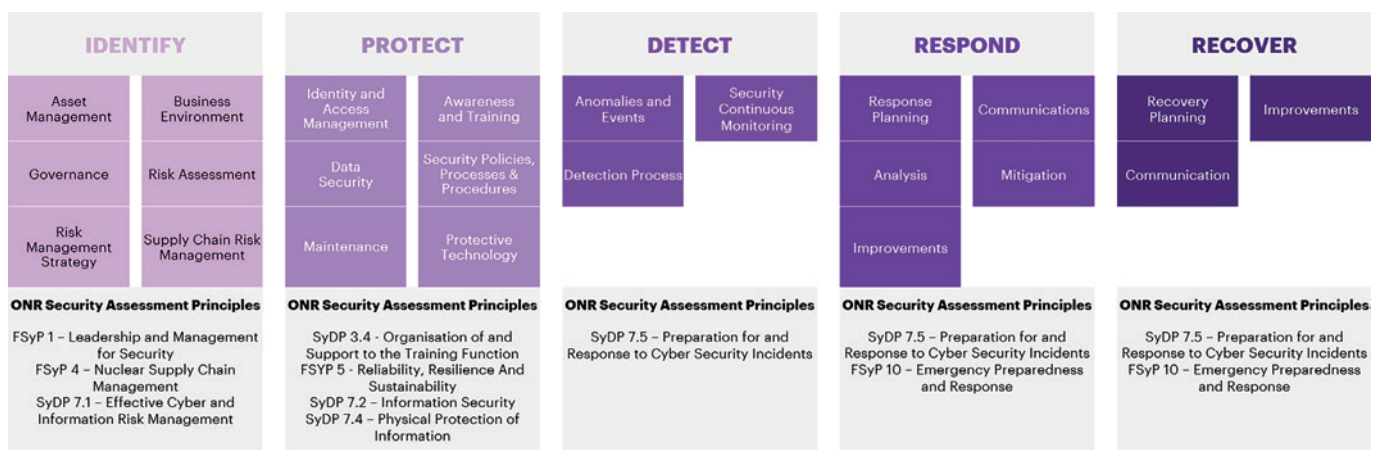 IDENTIFY
Asset
Management
Business
Environment
Governance
Risk Assessment
Risk
Management
Strategy
Supply Chain Risk
Management
ONR Security Assessment Principles
FSyP 1 – Leadership and Management
for Security
FSyP 4 – Nuclear Supply Chain
Management
SyDP 7.1 – Effective Cyber and
Information Risk Management
PROTECT
Identity and
Access
Management
Awareness
and Training
Data
Security
Security Policies,
Processes &
Procedures
Maintenance
Protective
Technology
ONR Security Assessment Principles
SyDP 3.4 - Organisation of and
Support to the Training Function
FSYP 5 - Reliability, Resilience And
Sustainability
SyDP 7.2 – Information Security
SyDP 7.4 – Physical Protection of
Information
DETECT
Anomalies and
Events
Security
Continuous
Monitoring
Detection Process
ONR Security Assessment Principles
SyDP 7.5 – Preparation for and
Response to Cyber Security Incidents
RESPOND
Response
Planning
Communications
Analysis
Mitigation
Improvements
ONR Security Assessment Principles
SyDP 7.5 – Preparation for and
Response to Cyber Security Incidents
FSyP 10 – Emergency Preparedness
and Response
RECOVER
Recovery
Planning
Improvements
Communication
ONR Security Assessment Principles
SyDP 7.5 – Preparation for and
Response to Cyber Security Incidents
FSyP 10 – Emergency Preparedness
and Response